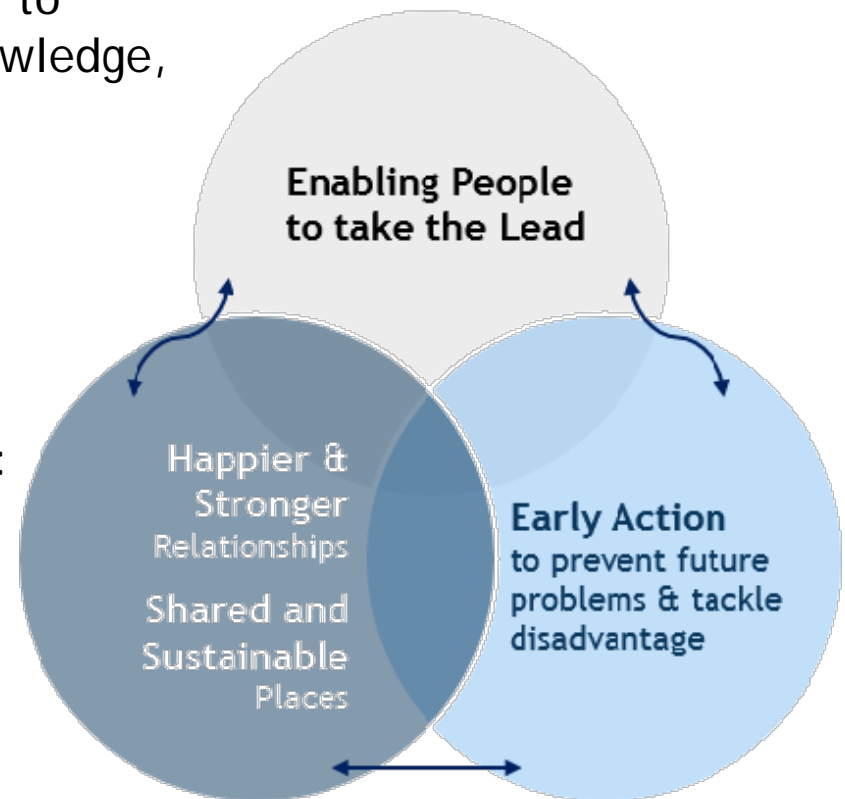 to
wledge,
Enabling People
to take the Lead
:
Happier &
Stronger
Relationships
Shared and
Sustainable
Places
Early Action
to prevent future
problems & tackle
disadvantage